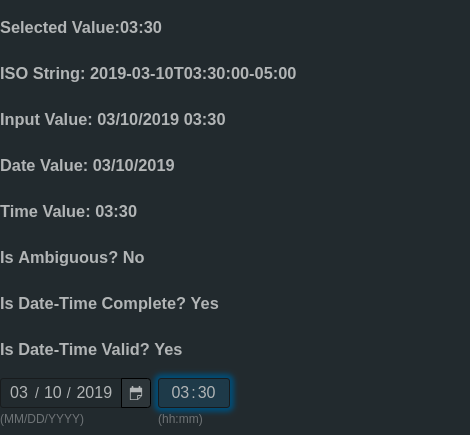 Selected Value:03:30
ISO String: 2019-03-10T03:30:00-05:00
Input Value: 03/10/2019 03:30
Date Value: 03/10/2019
Time Value: 03:30
Is Ambiguous? No
Is Date-Time Complete? Yes
Is Date-Time Valid? Yes
03 / 10 / 2019 03:30
(MM/DD/YYYY) (hh:mm)